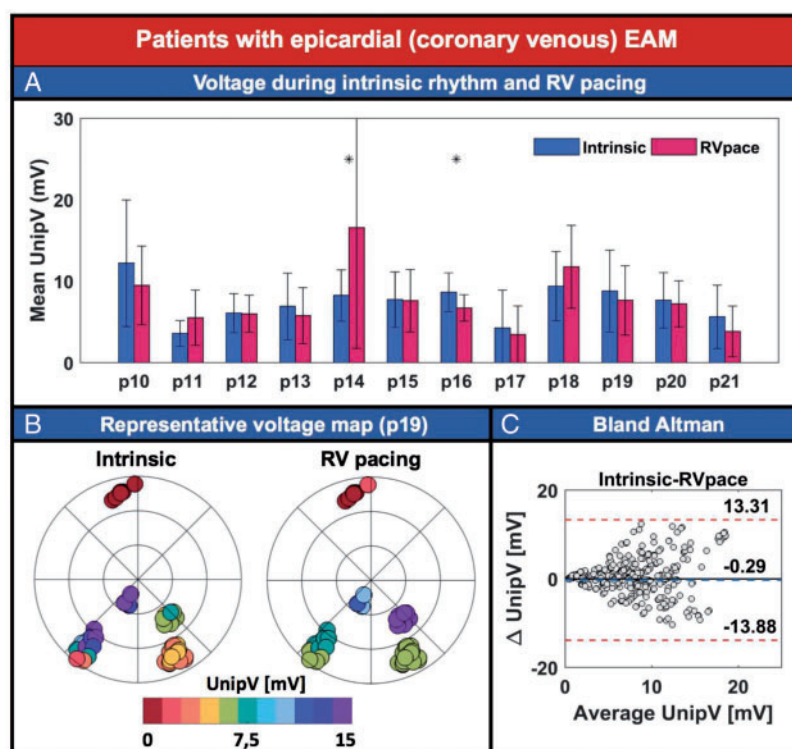 Patients with epicardial (coronary venous) EAM
A Voltage during intrinsic rhythm and RV pacing
30
20
10
0
Mean UnipV (mV)
Intrinsic RVpace
* *
p10 p11 p12 p13 p14 p15 p16 p17 p18 p19 p20 p21
B Representative voltage map (p19)
Intrinsic RV pacing
UnipV [mV]
0 7,5 15
C Bland Altman
Intrinsic-RVpace
20
0
-20
Δ UnipV [mV]
13.31
-0.29
-13.88
0 10 20
Average UnipV [mV]